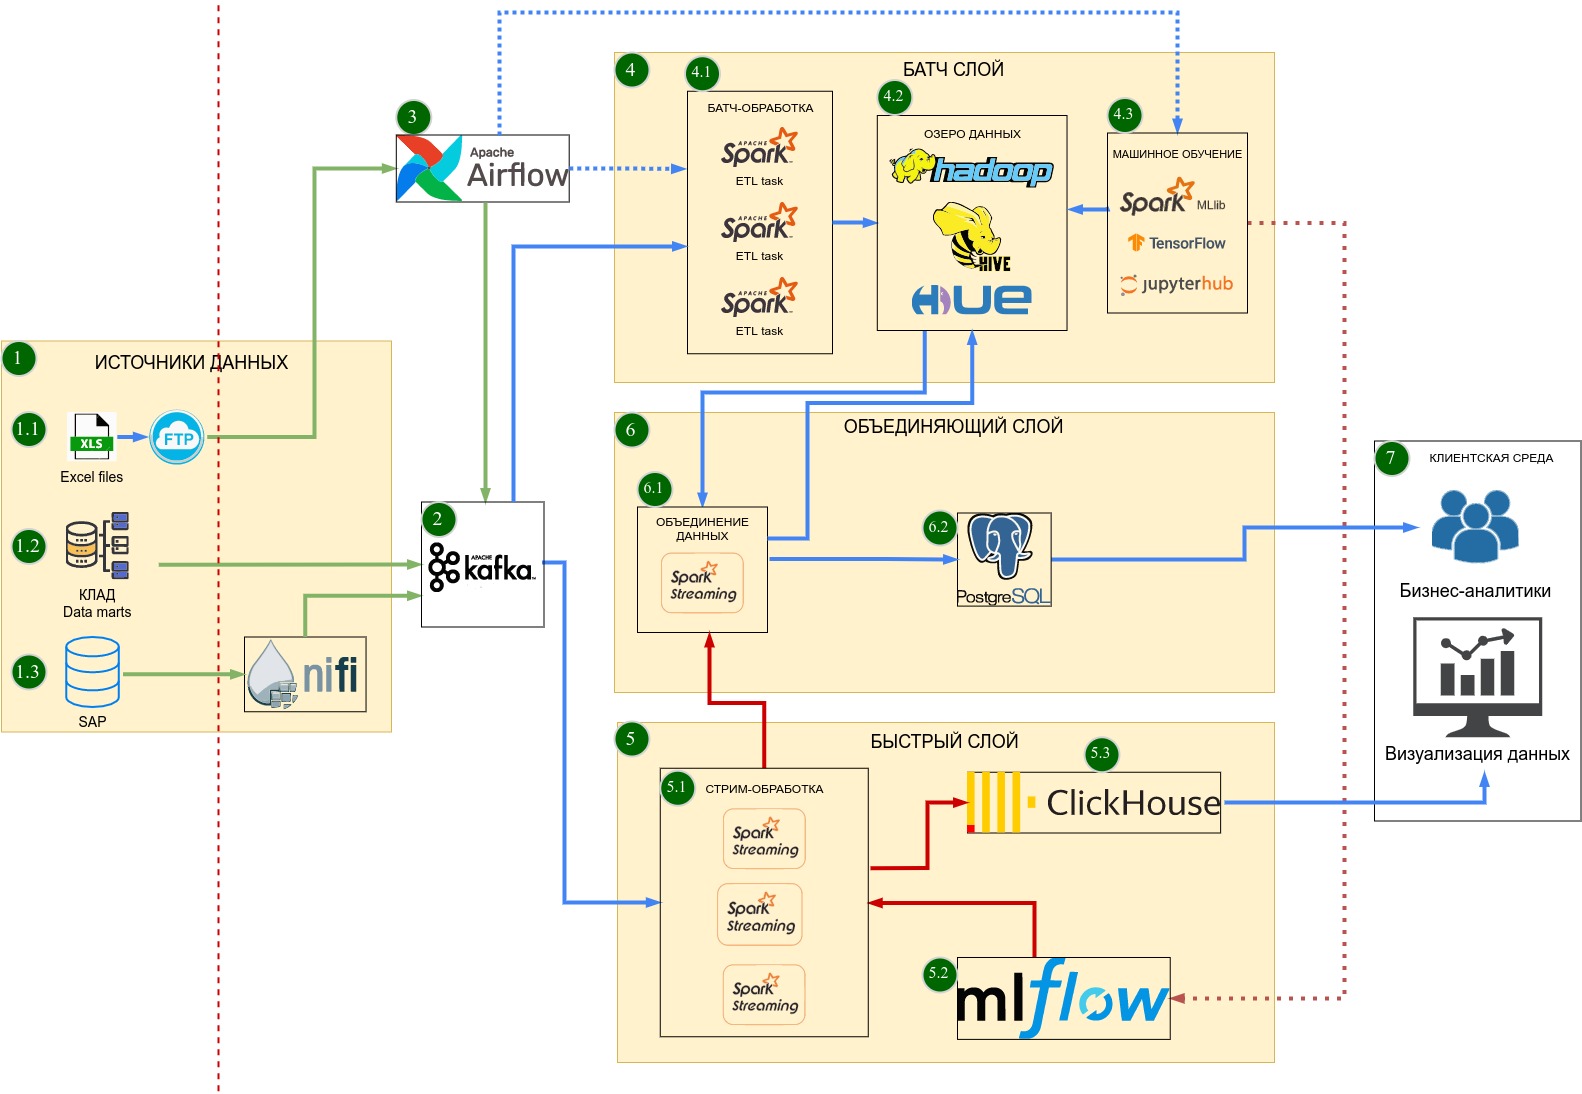 3
Apache
Airflow
4
БАТЧ СЛОЙ
4.1
БАТЧ-ОБРАБОТКА
APACHE
Spark
ETL task
APACHE
Spark
ETL task
APACHE
Spark
ETL task
4.2
ОЗЕРО ДАННЫХ
hadoop
HIVE
HUE
4.3
МАШИННОЕ ОБУЧЕНИЕ
Spark MLlib
TensorFlow
jupyterhub
1
ИСТОЧНИКИ ДАННЫХ
1.1
XLS
FTP
Excel files
1.2
КЛАД
Data marts
1.3
SAP
nifi
2
APACHE
kafka
6
ОБЪЕДИНЯЮЩИЙ СЛОЙ
6.1
ОБЪЕДИНЕНИЕ
ДАННЫХ
Spark
Streaming
6.2
PostgreSQL
5
БЫСТРЫЙ СЛОЙ
5.1
СТРИМ-ОБРАБОТКА
Spark
Streaming
Spark
Streaming
Spark
Streaming
5.3
ClickHouse
5.2
mlflow
7
КЛИЕНТСКАЯ СРЕДА
Бизнес-аналитики
Визуализация данных